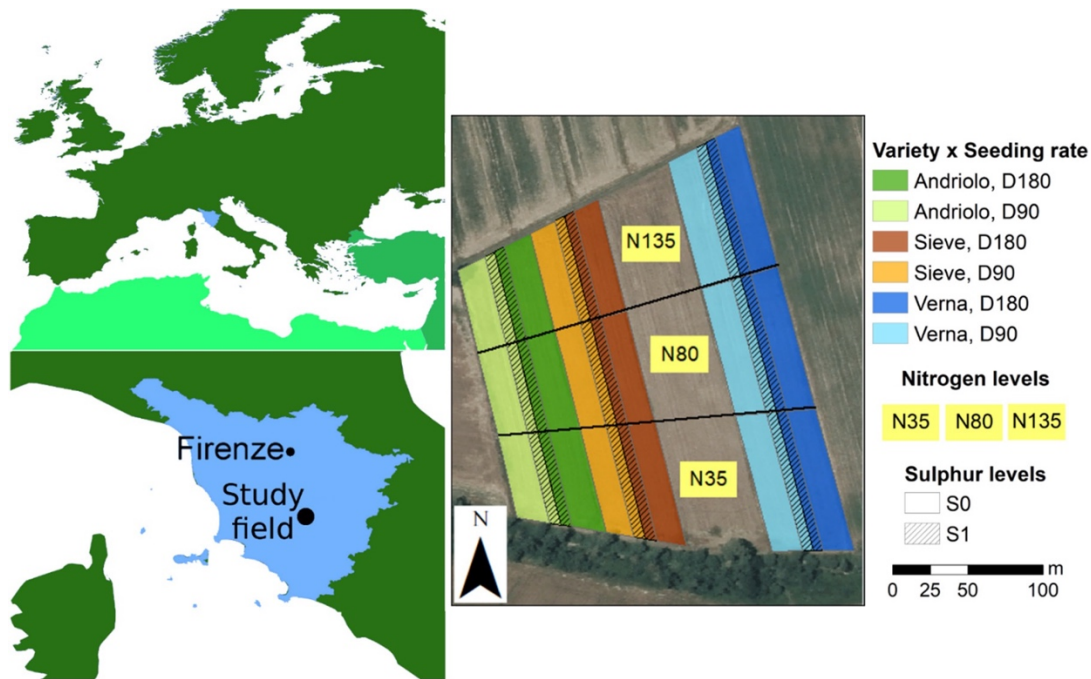 Firenze
Study
field
N135
N80
N35
N
Variety x Seeding rate
Andriolo, D180
Andriolo, D90
Sieve, D180
Sieve, D90
Verna, D180
Verna, D90
Nitrogen levels
N35 N80 N135
Sulphur levels
S0
S1
m
0 25 50 100